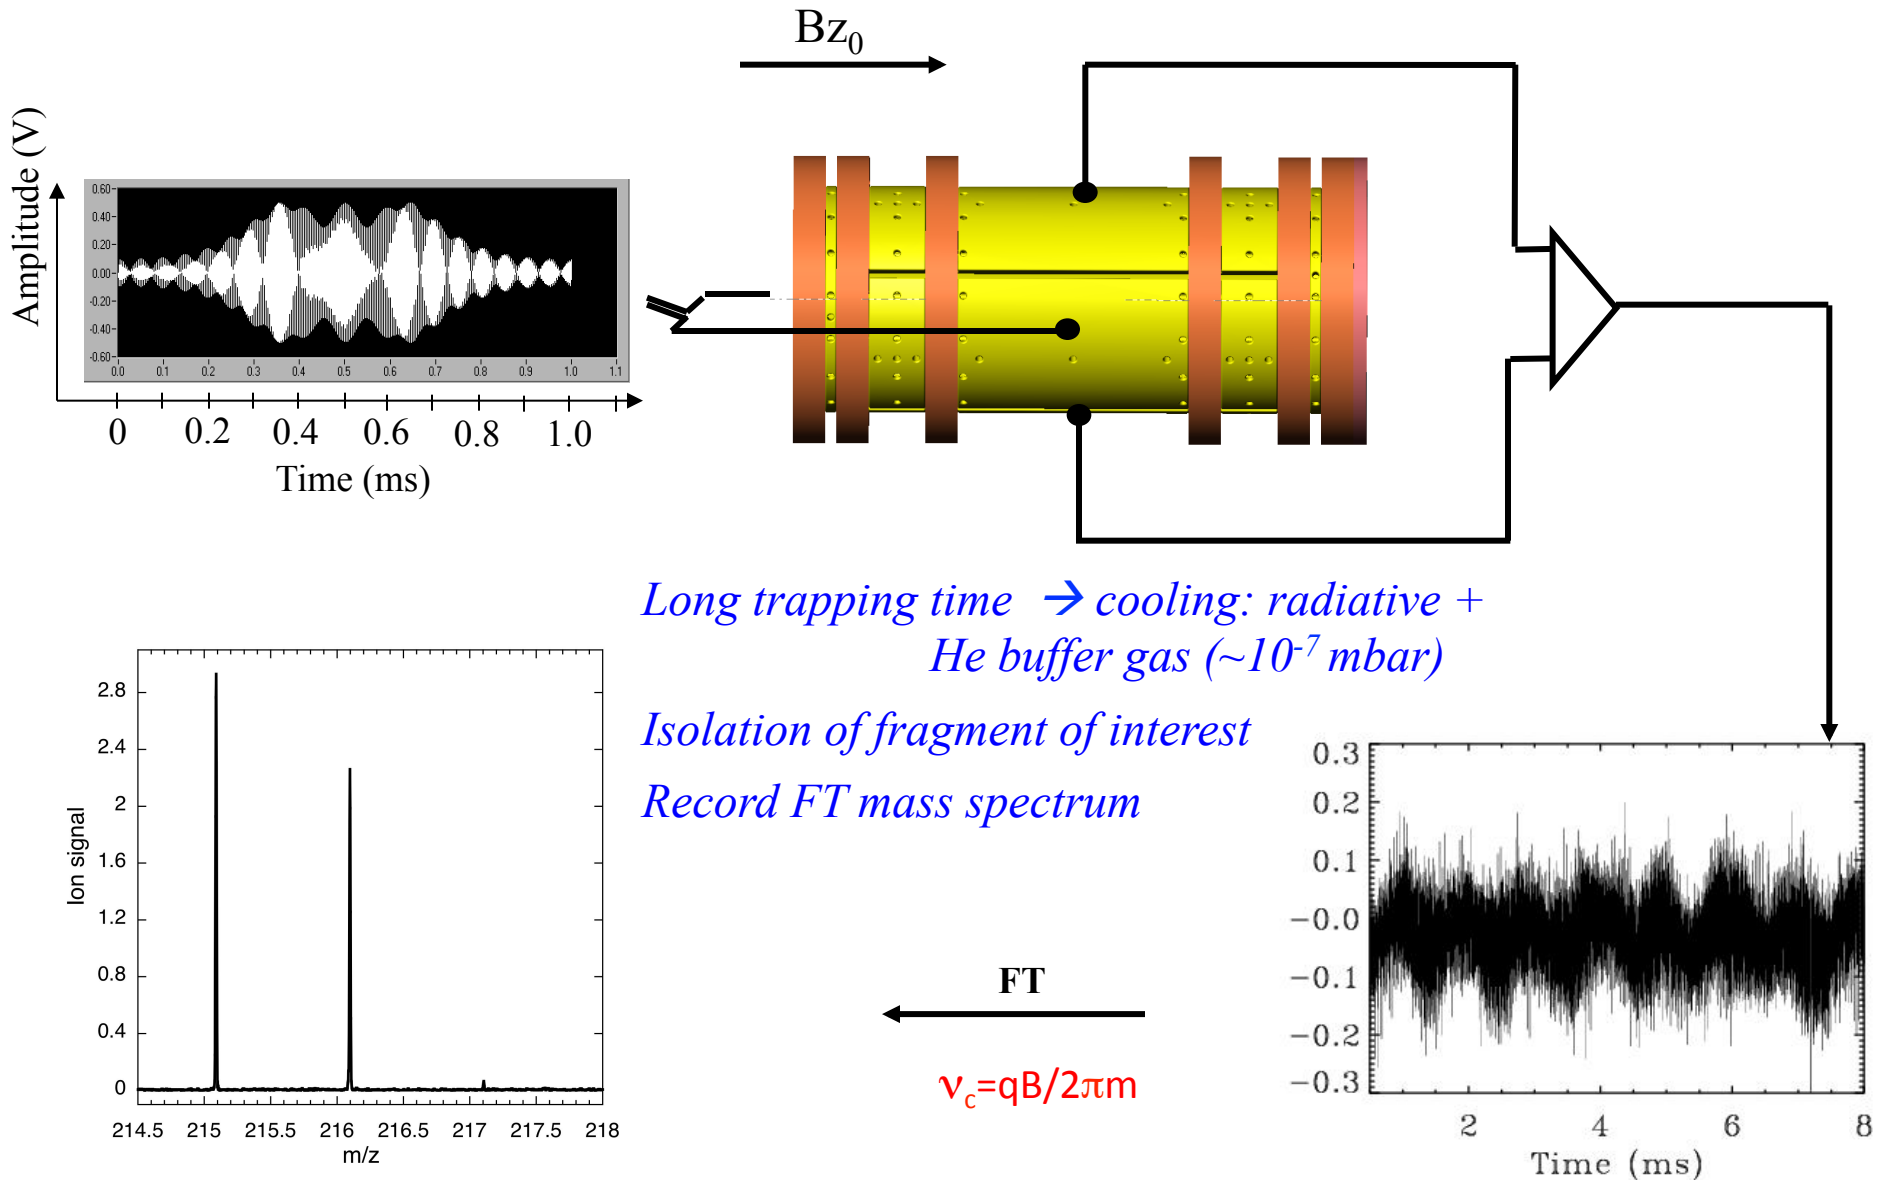 Bz₀
Amplitude (V)
0.60
0.40
0.20
0.00
-0.20
-0.40
-0.60
0.0 0.1 0.2 0.3 0.4 0.5 0.6 0.7 0.8 0.9 1.0 1.1
0 0.2 0.4 0.6 0.8 1.0
Time (ms)
Long trapping time → cooling: radiative +
He buffer gas (~10⁻⁷ mbar)
Isolation of fragment of interest
Record FT mass spectrum
Ion signal
2.8
2.4
2
1.6
1.2
0.8
0.4
0
214.5 215 215.5 216 216.5 217 217.5 218
m/z
FT
νc=qB/2πm
0.3
0.2
0.1
−0.0
−0.1
−0.2
−0.3
2 4 6 8
Time (ms)